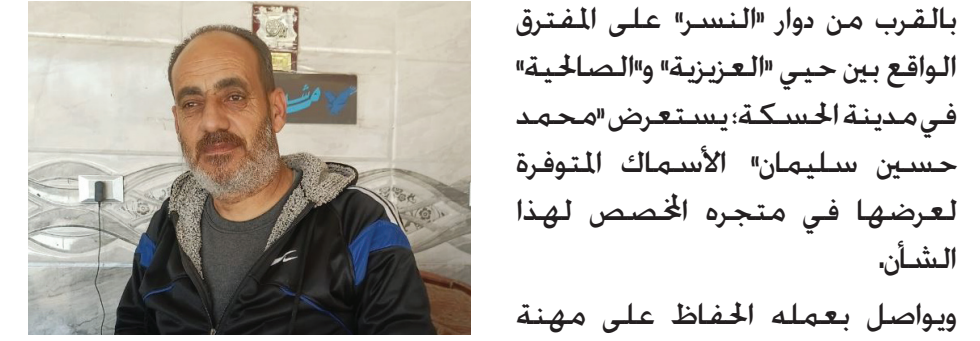 بالقرب من دوار "النسر" على المفترق
الواقع بين حيي "العزيزية" و"الصالحية"
في مدينة الحسكة؛ يستعرض "محمد
حسين سليمان" الأسماك المتوفرة
لعرضها في متجره المخصص لهذا
الشأن.
ويواصل بعمله الحفاظ على مهنة